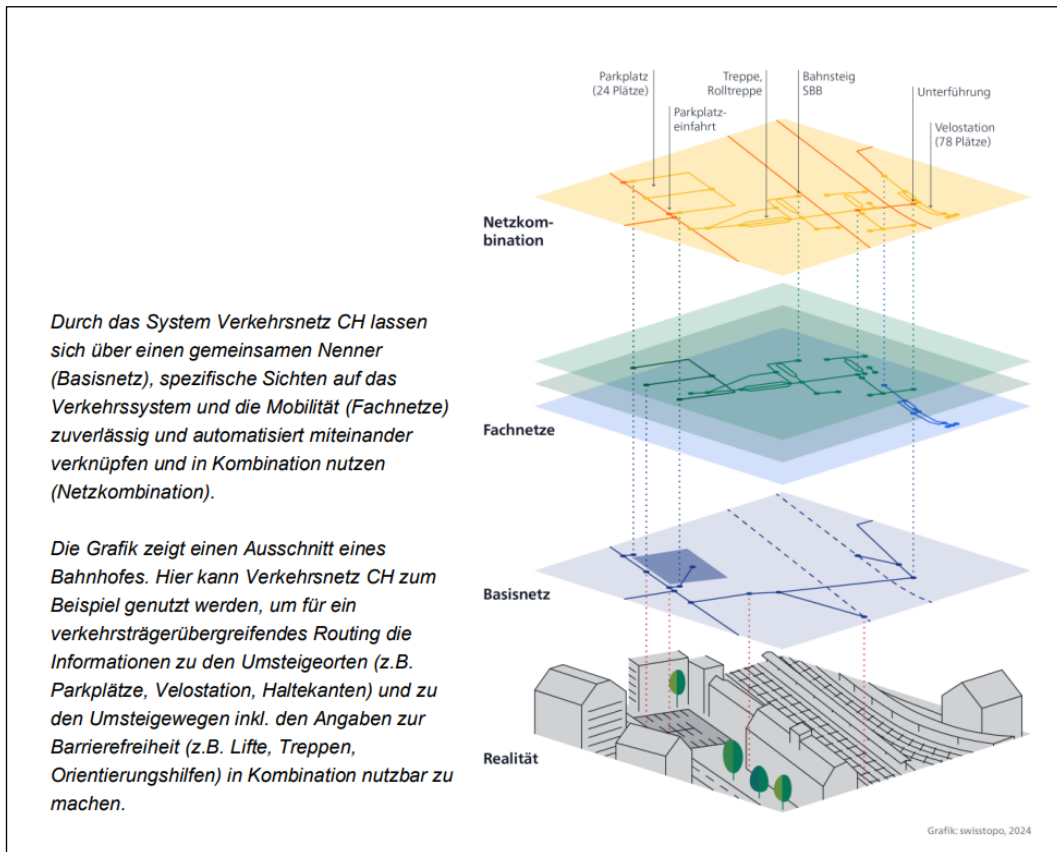 Parkplatz
(24 Plätze)
Treppe,
Rolltreppe
Bahnsteig
SBB
Unterführung
Parkplatz-
einfahrt
Velostation
(78 Plätze)
Netzkom-
bination
Durch das System Verkehrsnetz CH lassen
sich über einen gemeinsamen Nenner
(Basisnetz), spezifische Sichten auf das
Verkehrssystem und die Mobilität (Fachnetze)
zuverlässig und automatisiert miteinander
verknüpfen und in Kombination nutzen
(Netzkombination).
Fachnetze
Die Grafik zeigt einen Ausschnitt eines
Bahnhofes. Hier kann Verkehrsnetz CH zum
Beispiel genutzt werden, um für ein
verkehrsträgerübergreifendes Routing die
Informationen zu den Umsteigeorten (z.B.
Parkplätze, Velostation, Haltekanten) und zu
den Umsteigewegen inkl. den Angaben zur
Barrierefreiheit (z.B. Lifte, Treppen,
Orientierungshilfen) in Kombination nutzbar zu
machen.
Basisnetz
Realität
Grafik: swisstopo, 2024